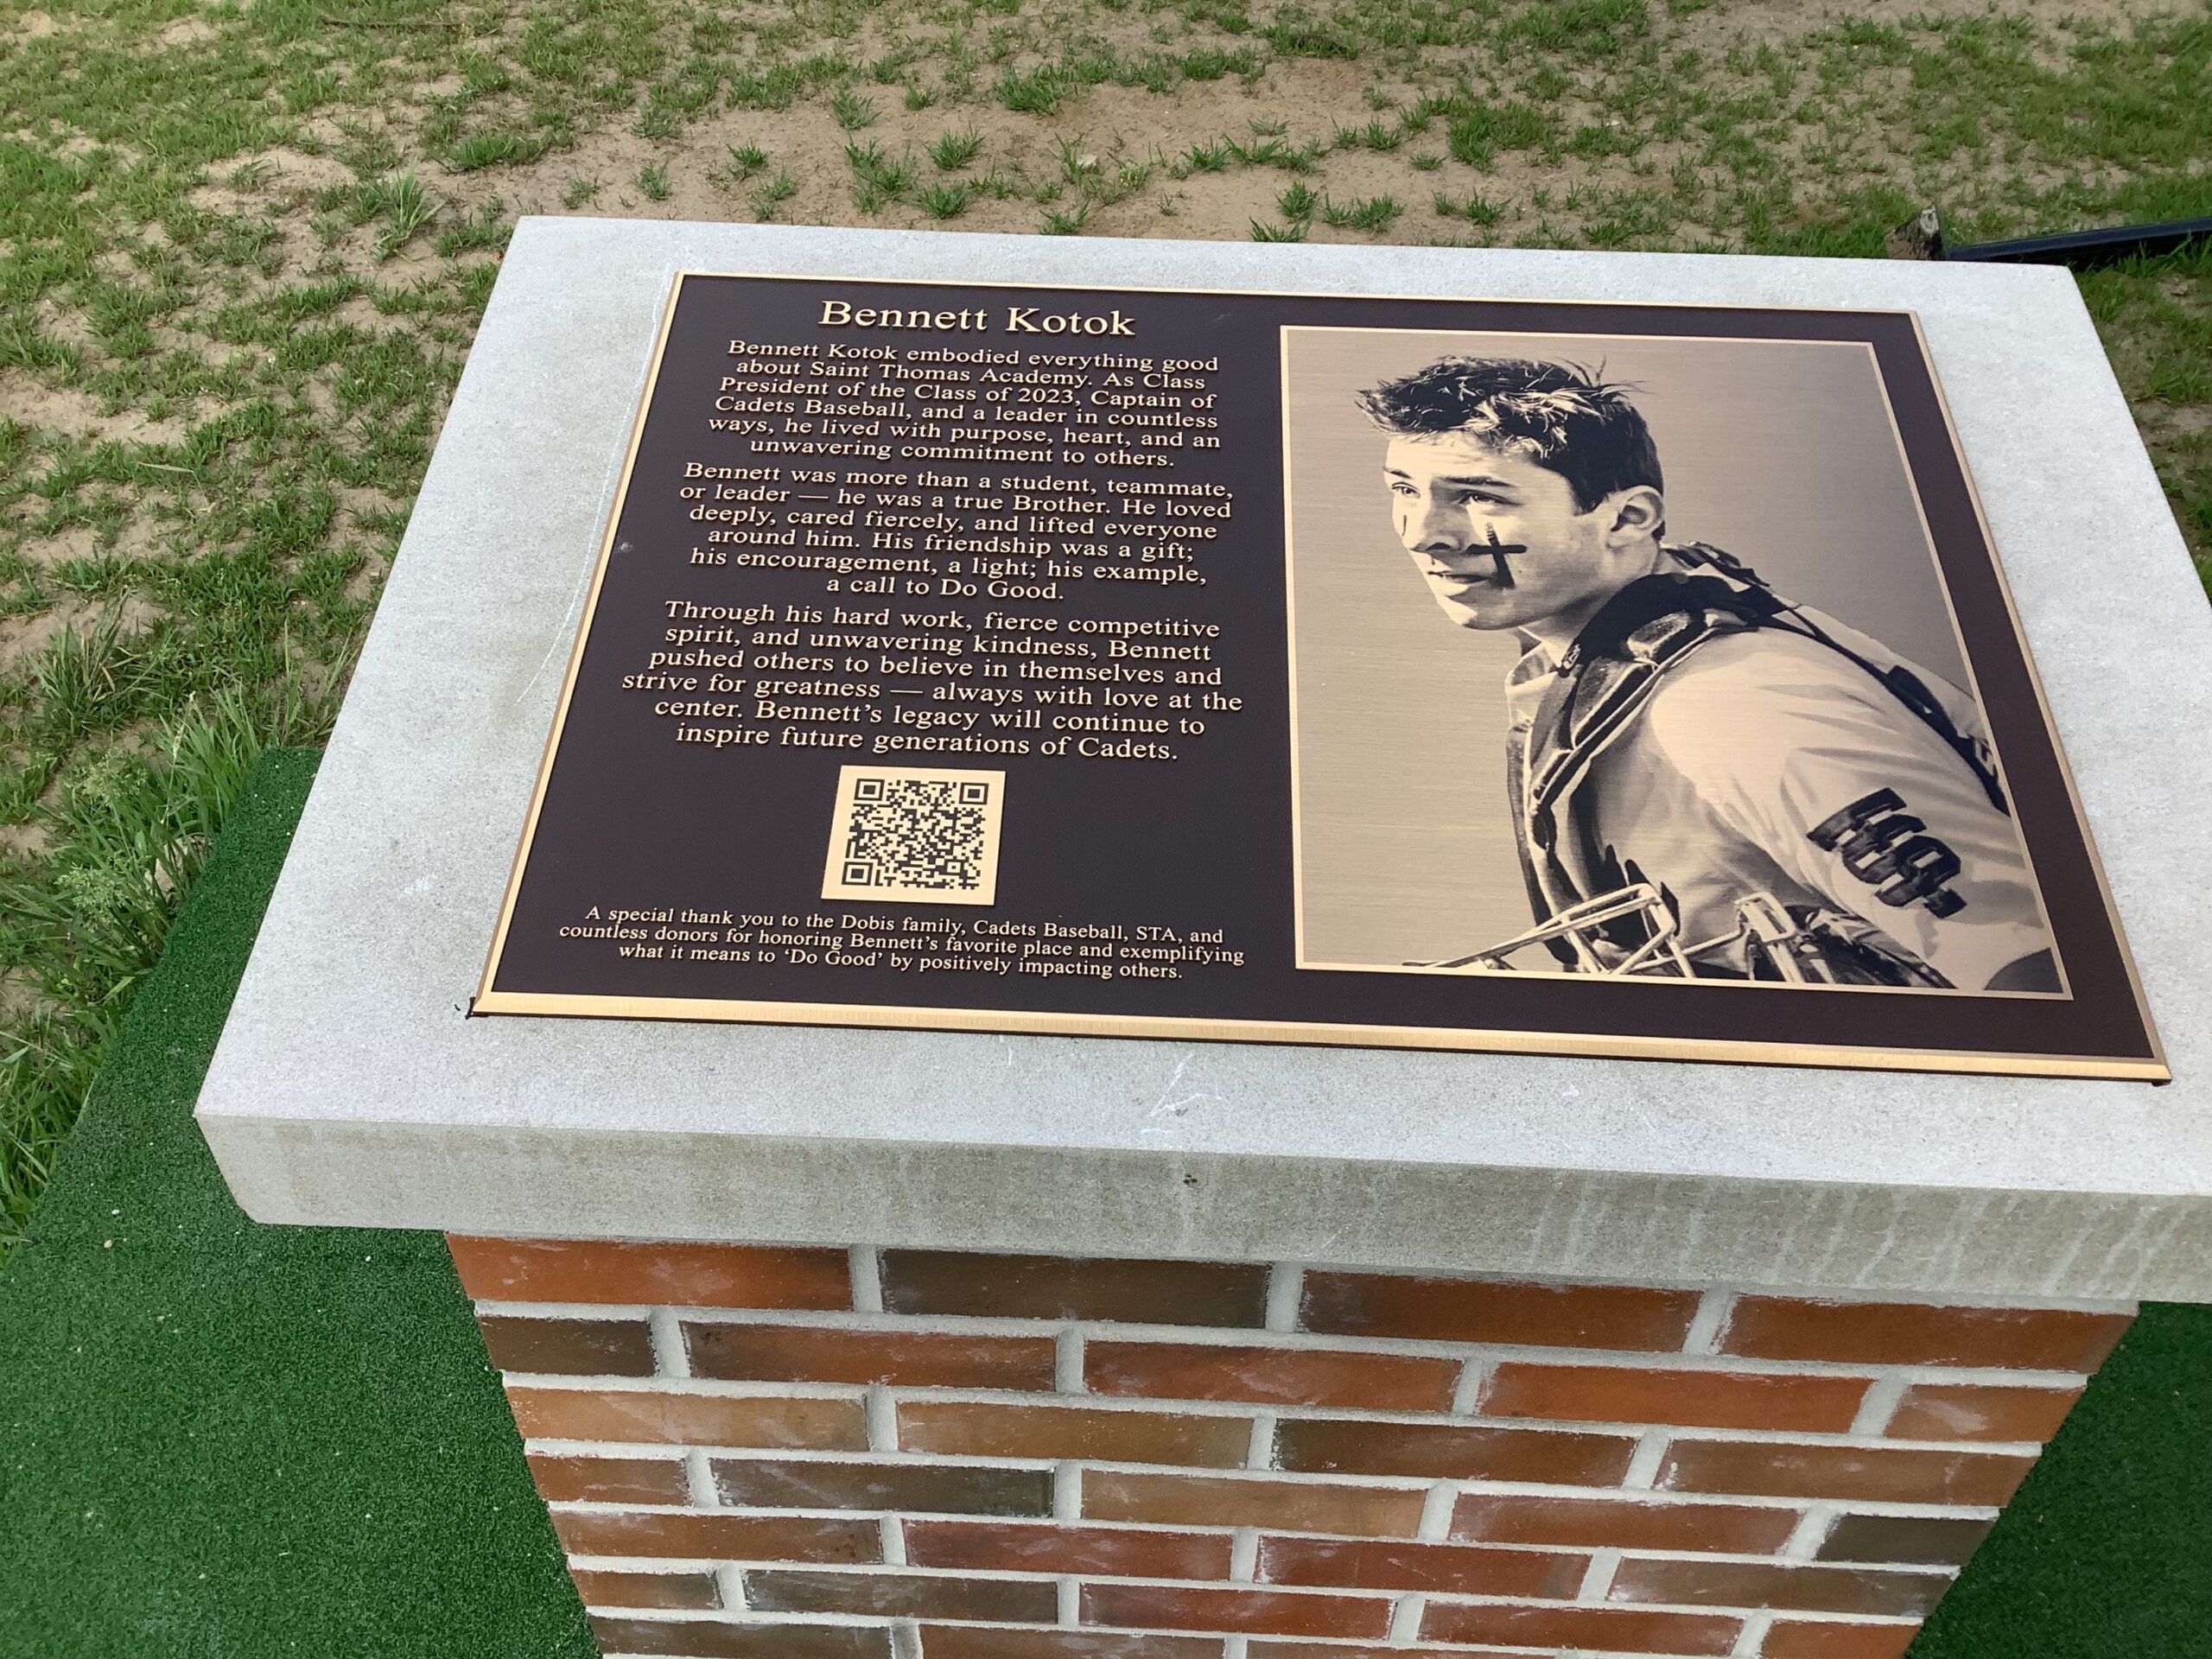 Bennett Kotok
Bennett Kotok embodied everything good
about Saint Thomas Academy. As Class
President of the Class of 2023, Captain of
Cadets Baseball, and a leader in countless
ways, he lived with purpose, heart, and an
unwavering commitment to others.
Bennett was more than a student, teammate,
or leader — he was a true Brother. He loved
deeply, cared fiercely, and lifted everyone
around him. His friendship was a gift;
his encouragement, a light; his example,
a call to Do Good.
Through his hard work, fierce competitive
spirit, and unwavering kindness, Bennett
pushed others to believe in themselves and
strive for greatness — always with love at the
center. Bennett's legacy will continue to
inspire future generations of Cadets.
A special thank you to the Dobis family, Cadets Baseball, STA, and
countless donors for honoring Bennett's favorite place and exemplifying
what it means to 'Do Good' by positively impacting others.